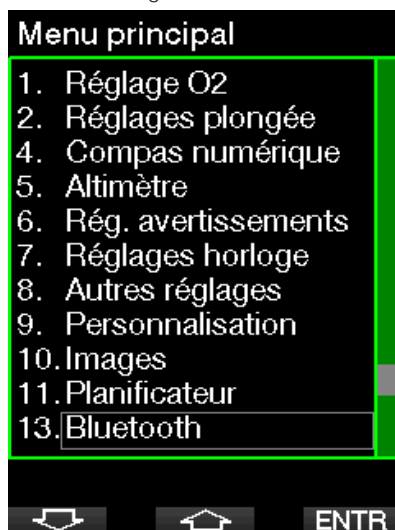 Menu principal
1. Réglage O2
2. Réglages plongée
4. Compas numérique
5. Altimètre
6. Rég. avertissements
7. Réglages horloge
8. Autres réglages
9. Personnalisation
10. Images
11. Planificateur
13. Bluetooth
ENTR